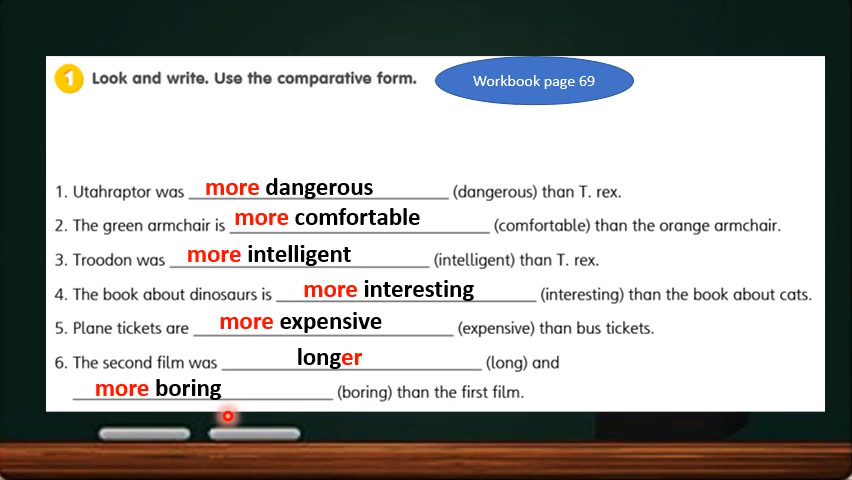 1 Look and write. Use the comparative form.
Workbook page 69
1. Utahraptor was more dangerous (dangerous) than T. rex.
2. The green armchair is more comfortable (comfortable) than the orange armchair.
3. Troodon was more intelligent (intelligent) than T. rex.
4. The book about dinosaurs is more interesting (interesting) than the book about cats.
5. Plane tickets are more expensive (expensive) than bus tickets.
6. The second film was longer (long) and
more boring (boring) than the first film.